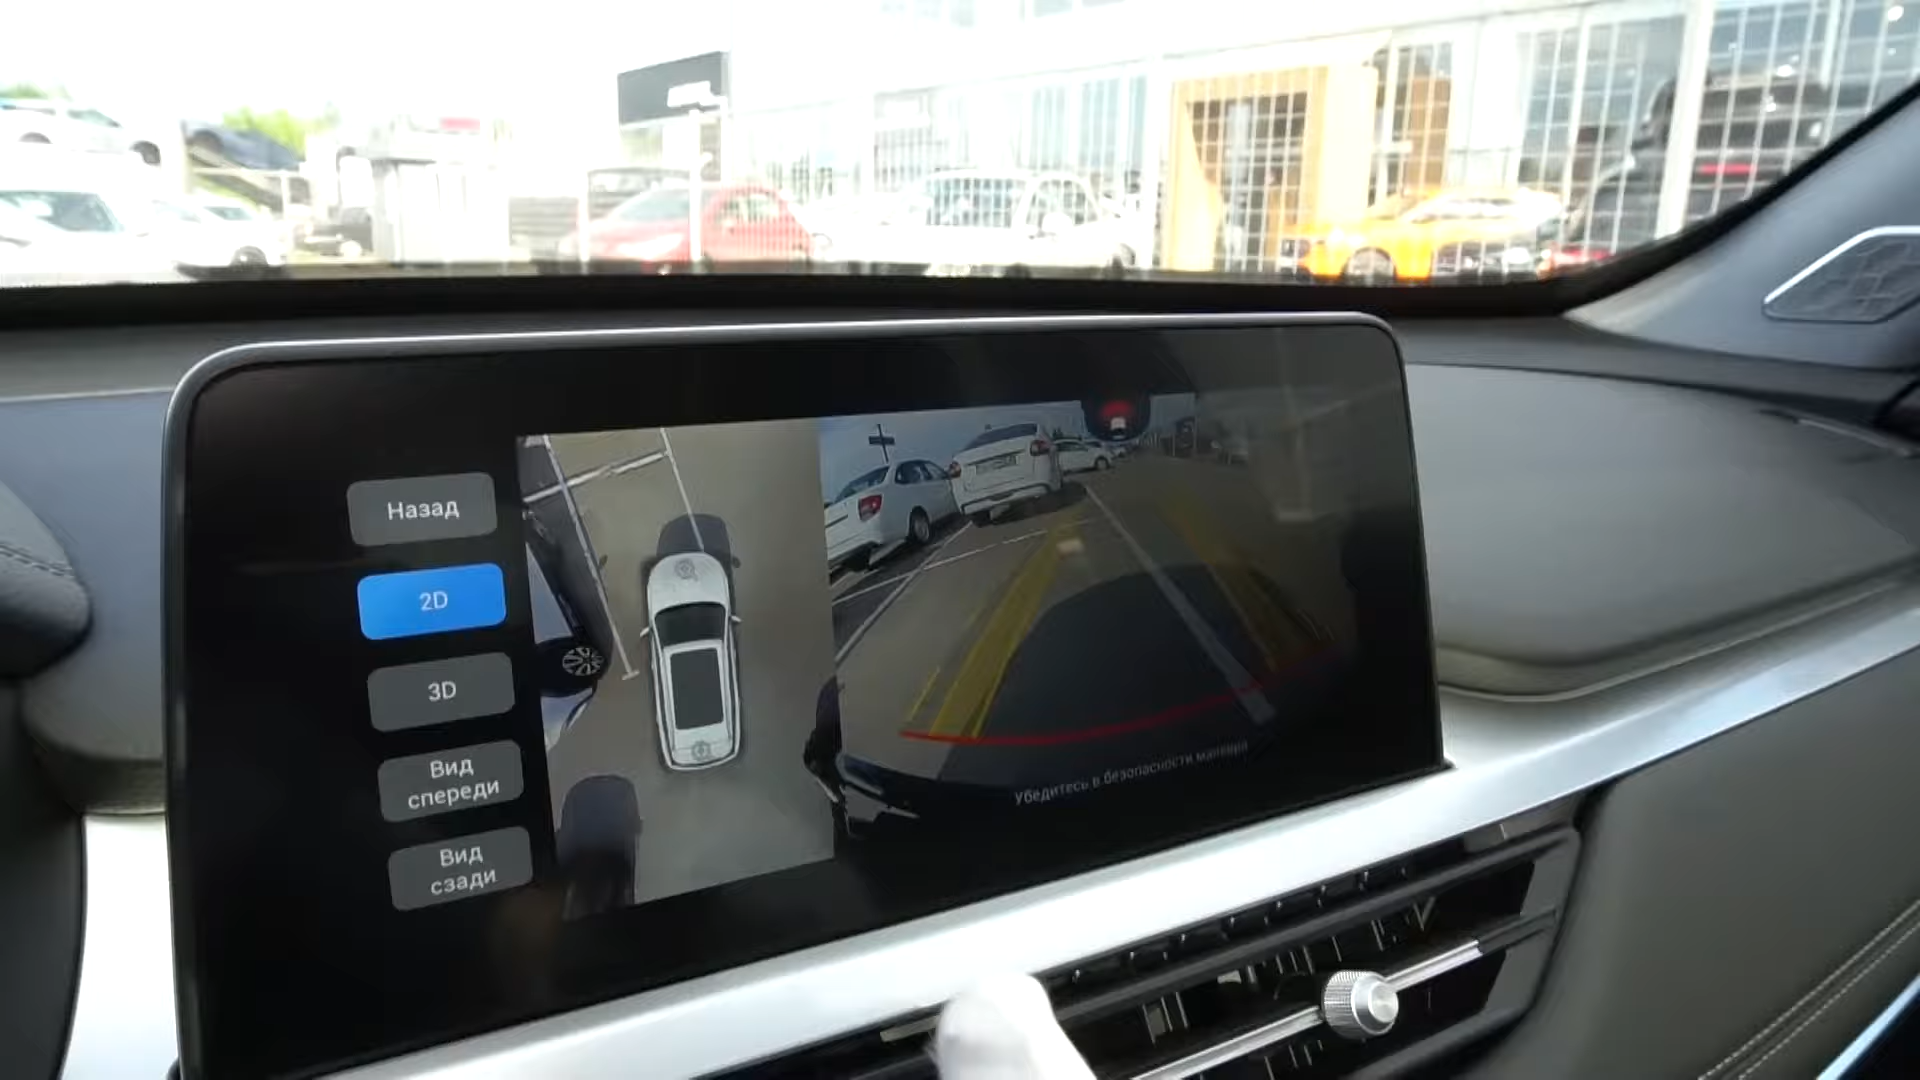 Назад
2D
3D
Вид
спереди
Вид
сзади
Убедитесь в безопасности маневра